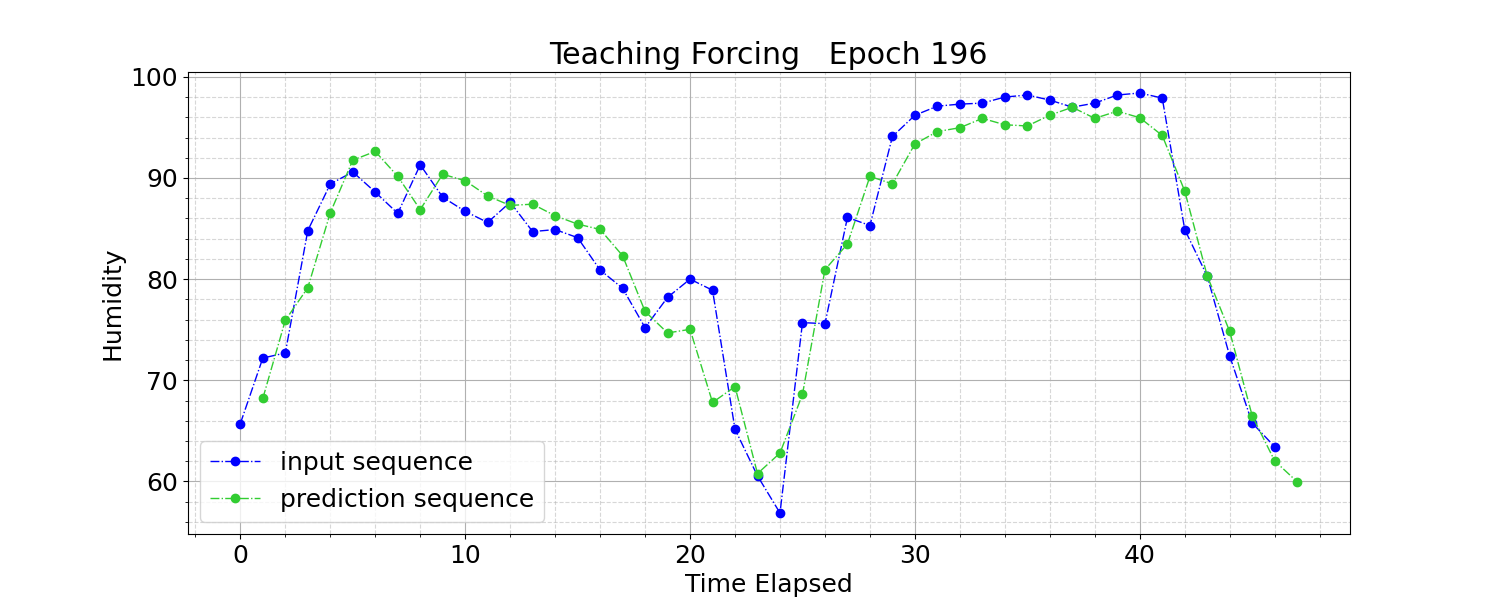 Teaching Forcing   Epoch 196
100
90
80
70
60
Humidity
input sequence
prediction sequence
0 10 20 30 40
Time Elapsed